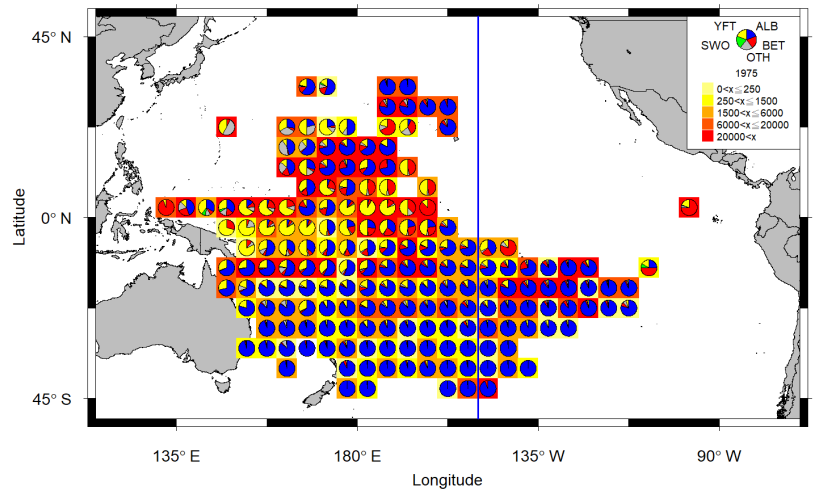 45° N
0° N
45° S
Latitude
YFT ALB
SWO BET
OTH
1975
0<x≦250
250<x≦1500
1500<x≦6000
6000<x≦20000
20000<x
135° E 180° 135° W 90° W
Longitude